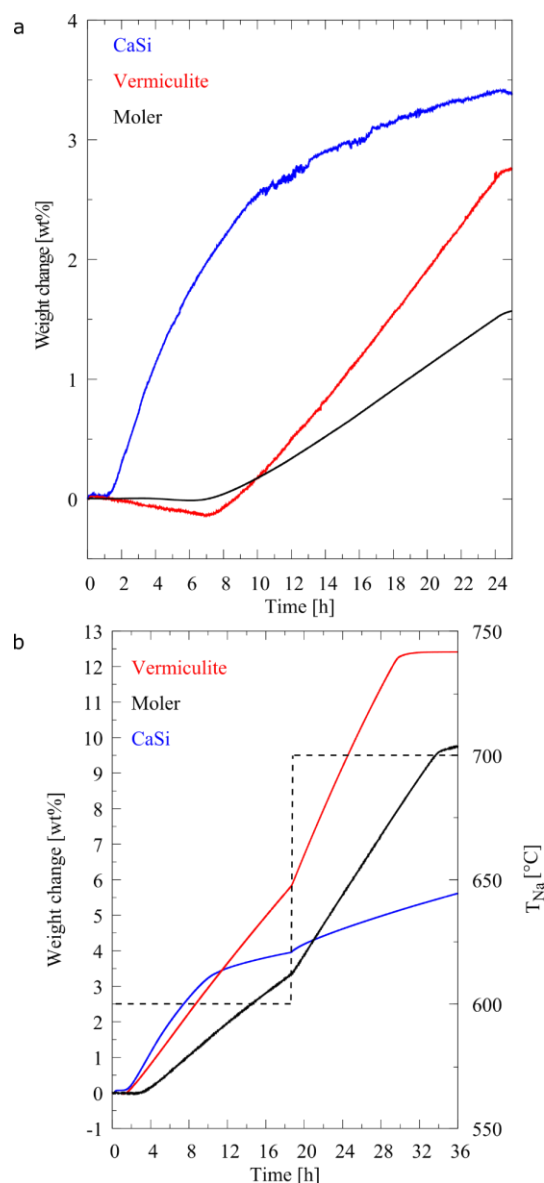 a
4
3
2
1
0
Weight change [wt%]
CaSi
Vermiculite
Moler
0 2 4 6 8 10 12 14 16 18 20 22 24
Time [h]
b
13
12
11
10
9
8
7
6
5
4
3
2
1
0
-1
Weight change [wt%]
Vermiculite
Moler
CaSi
750
700
650
600
550
T_Na [°C]
0 4 8 12 16 20 24 28 32 36
Time [h]